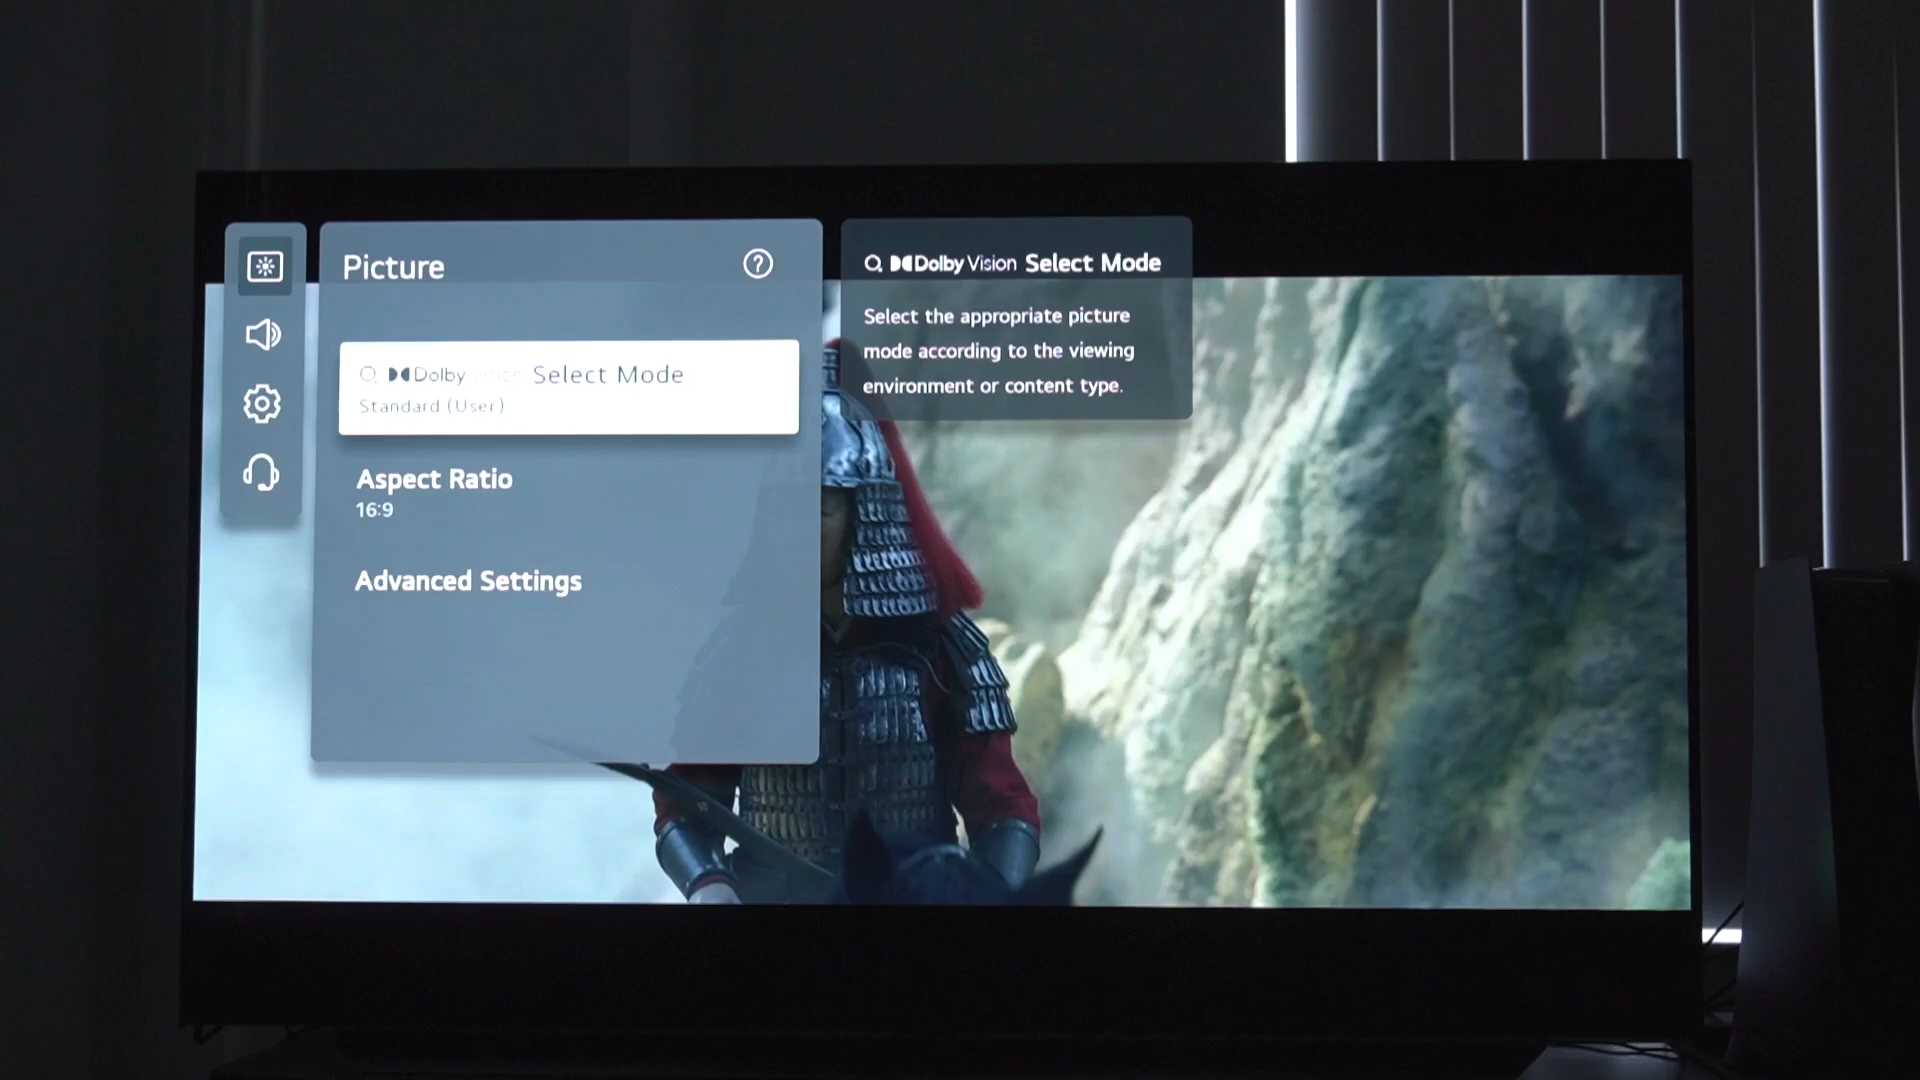 Picture
Dolby Vision Select Mode
Standard (User)
Aspect Ratio
16:9
Advanced Settings
Dolby Vision Select Mode
Select the appropriate picture
mode according to the viewing
environment or content type.